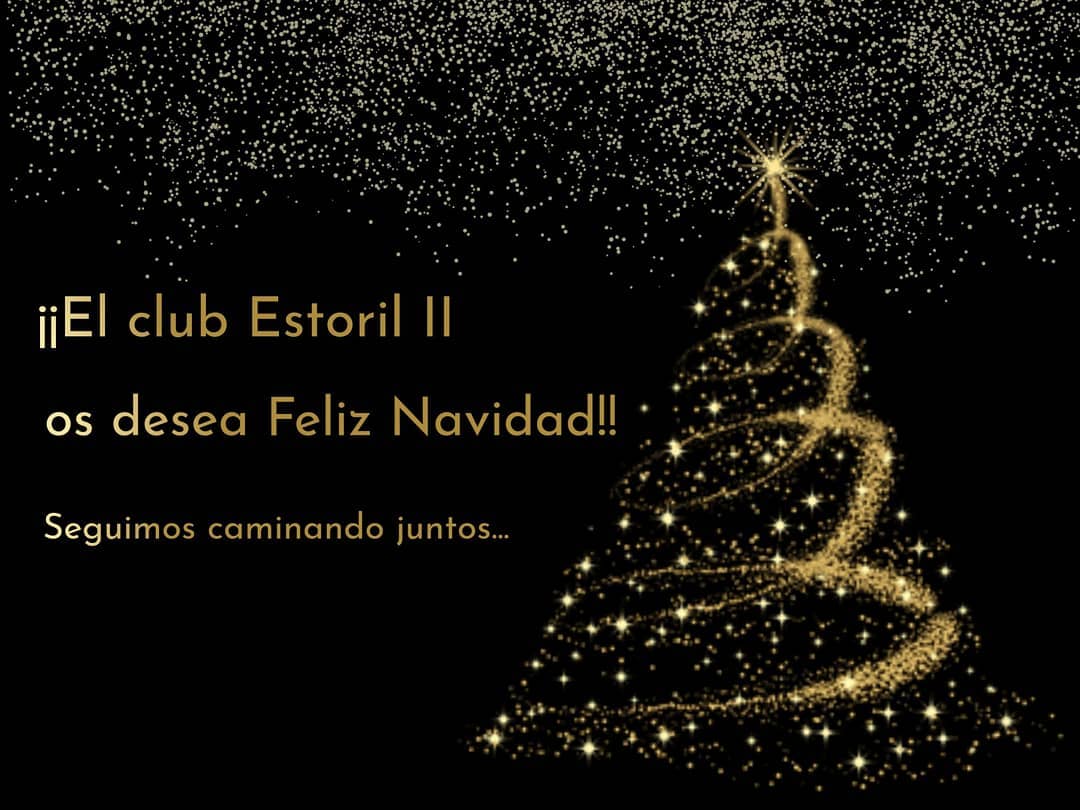 ¡¡El club Estoril II
os desea Feliz Navidad!!
Seguimos caminando juntos...